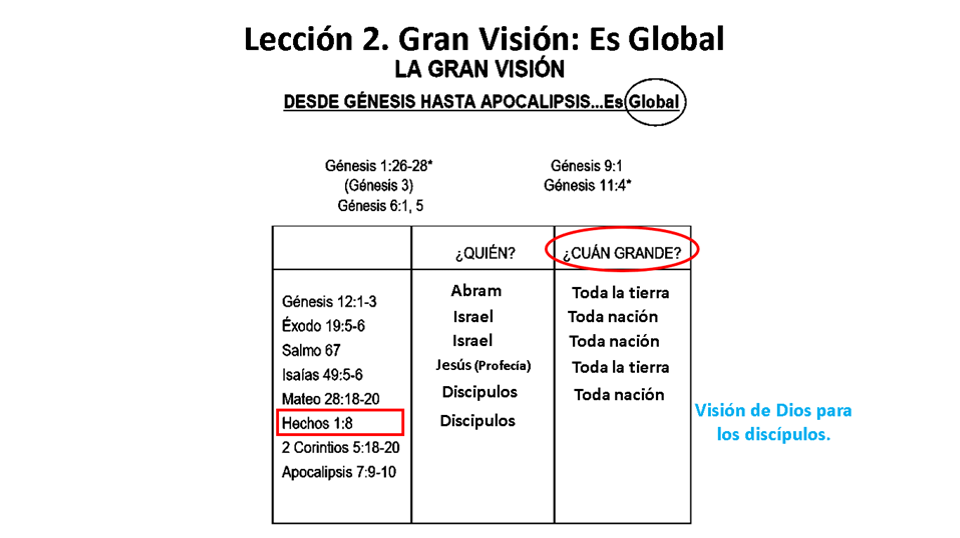 Lección 2. Gran Visión: Es Global
LA GRAN VISIÓN
DESDE GÉNESIS HASTA APOCALIPSIS...Es Global
Génesis 1:26-28* Génesis 9:1
(Génesis 3) Génesis 11:4*
Génesis 6:1, 5
¿QUIÉN? ¿CUÁN GRANDE?
Génesis 12:1-3 Abram Toda la tierra
Éxodo 19:5-6 Israel Toda nación
Salmo 67 Israel Toda nación
Isaías 49:5-6 Jesús (Profecía) Toda la tierra
Mateo 28:18-20 Discipulos Toda nación
Hechos 1:8 Discípulos
2 Corintios 5:18-20
Apocalipsis 7:9-10
Visión de Dios para
los discípulos.